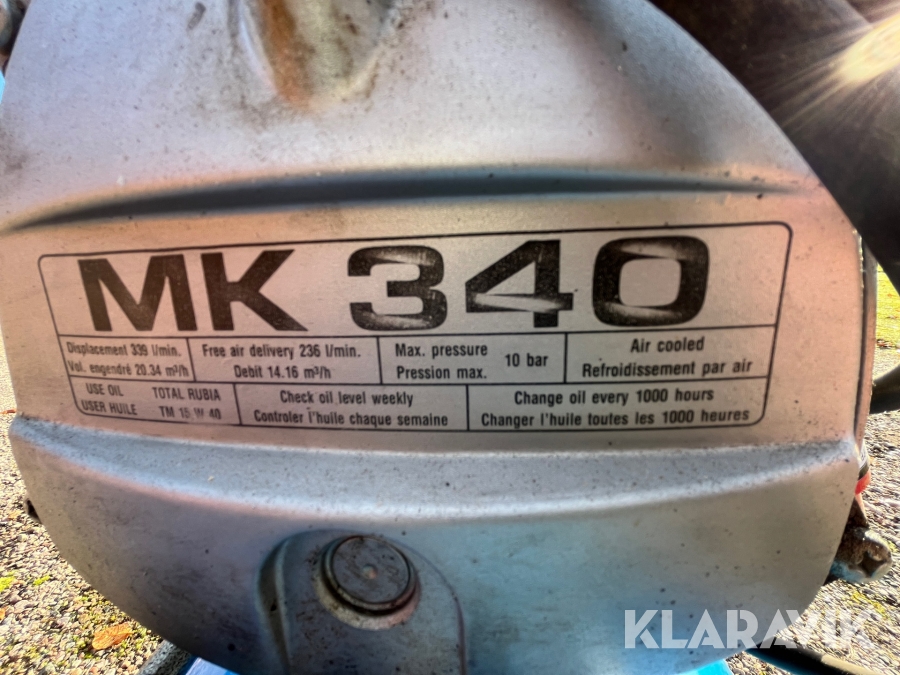 MK 340
Displacement 339 l/min.
Vol. engendré 20.34 m³/h
Free air delivery 236 l/min.
Debit 14.16 m³/h
Max. pressure
Pression max.
10 bar
Air cooled
Refroidissement par air
USE OIL TOTAL RUBIA
USER HUILE TM 15 W 40
Check oil level weekly
Controler l'huile chaque semaine
Change oil every 1000 hours
Changer l'huile toutes les 1000 heures
KLARAVIK